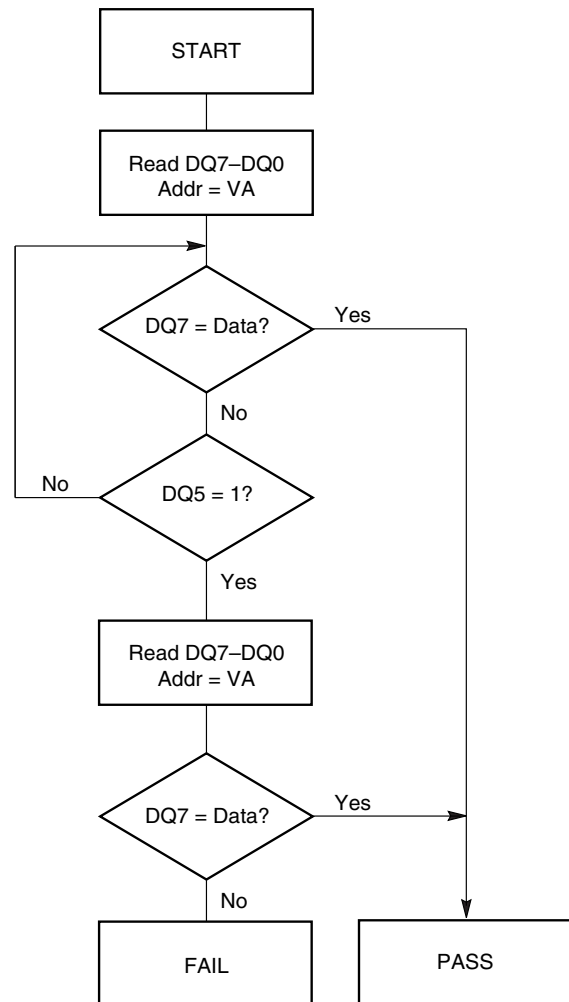 START
Read DQ7–DQ0
Addr = VA
DQ7 = Data?
Yes
No
No
DQ5 = 1?
Yes
Read DQ7–DQ0
Addr = VA
DQ7 = Data?
Yes
No
FAIL
PASS